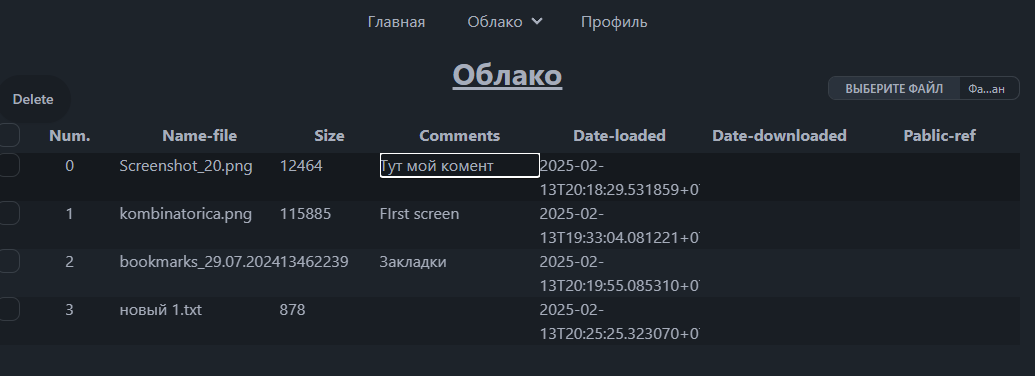 Главная Облако Профиль
Облако
Delete
ВЫБЕРИТЕ ФАЙЛ Фа...ан
Num. Name-file Size Comments Date-loaded Date-downloaded Pablic-ref
0 Screenshot_20.png 12464 Тут мой комент 2025-02-
13T20:18:29.531859+0
1 kombinatorica.png 115885 FIrst screen 2025-02-
13T19:33:04.081221+0
2 bookmarks_29.07.2024 13462239 Закладки 2025-02-
13T20:19:55.085310+0
3 новый 1.txt 878 2025-02-
13T20:25:25.323070+0